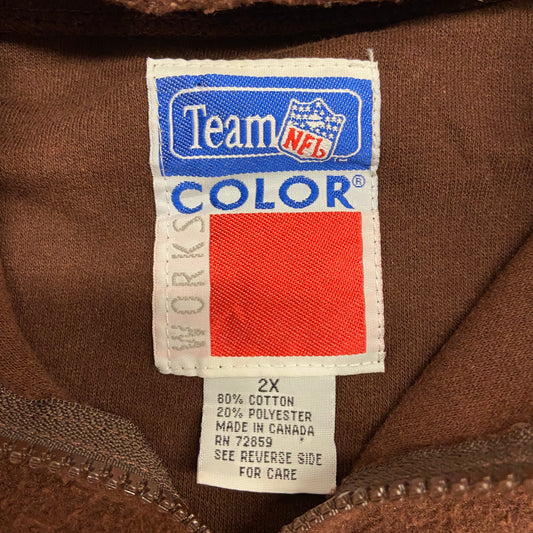 Team NFL
COLOR®
WORKS
2X
80% COTTON
20% POLYESTER
MADE IN CANADA
RN 72859
SEE REVERSE SIDE
FOR CARE